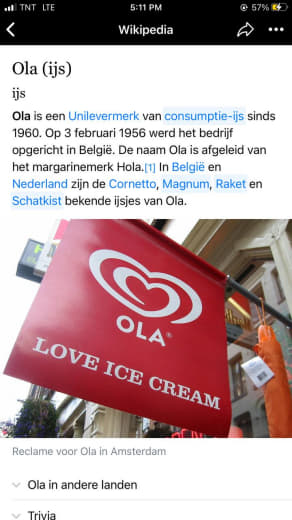 TNT LTE 5:11 PM 57%
Wikipedia
Ola (ijs)
ijs
Ola is een Unilevermerk van consumptie-ijs sinds
1960. Op 3 februari 1956 werd het bedrijf
opgericht in België. De naam Ola is afgeleid van
het margarinemerk Hola.[1] In België en
Nederland zijn de Cornetto, Magnum, Raket en
Schatkist bekende ijsjes van Ola.
OLA®
LOVE ICE CREAM
Reclame voor Ola in Amsterdam
Ola in andere landen
Trivia